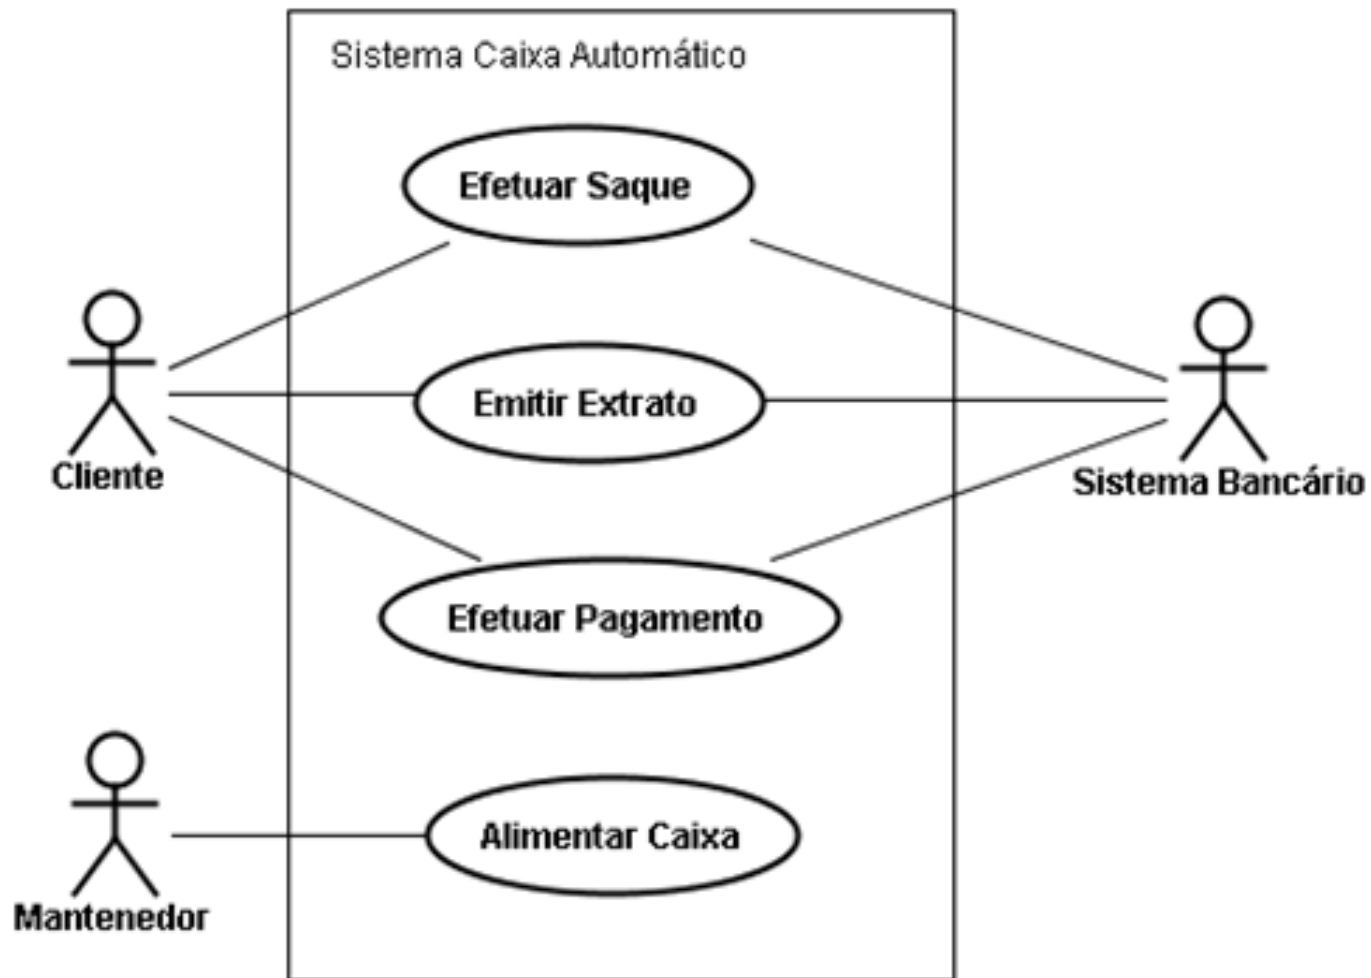 Sistema Caixa Automático
Efetuar Saque
Emitir Extrato
Cliente
Sistema Bancário
Efetuar Pagamento
Alimentar Caixa
Mantenedor